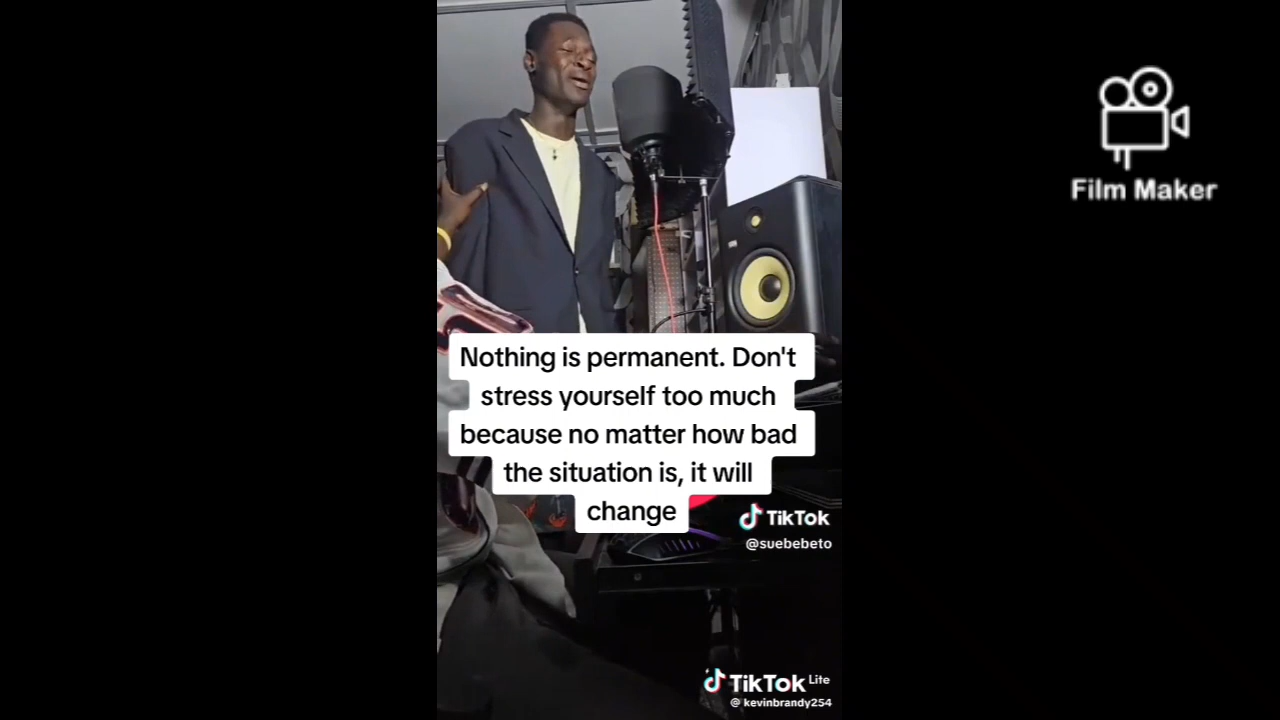 Film Maker
Nothing is permanent. Don't
stress yourself too much
because no matter how bad
the situation is, it will
change
TikTok
@suebebeto
TikTok Lite
@kevinbrandy254